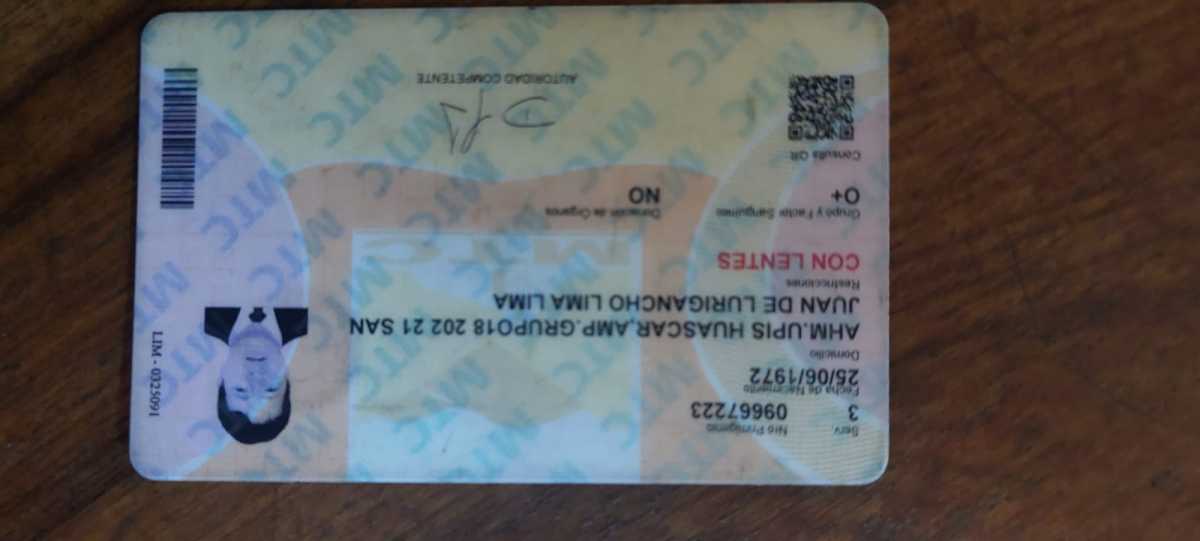 Serv Nro Primigenio
3 09667223
Fecha de Nacimiento
25/06/1972
Domicilio
AHM.UPIS HUASCAR,AMP.GRUPO18 202 21 SAN
JUAN DE LURIGANCHO LIMA LIMA
Restricciones
CON LENTES
Grupo y Factor Sanguíneo Donación de Órganos
O+ NO
Consulta QR:
AUTORIDAD COMPETENTE
LIM - 0325091
MTC